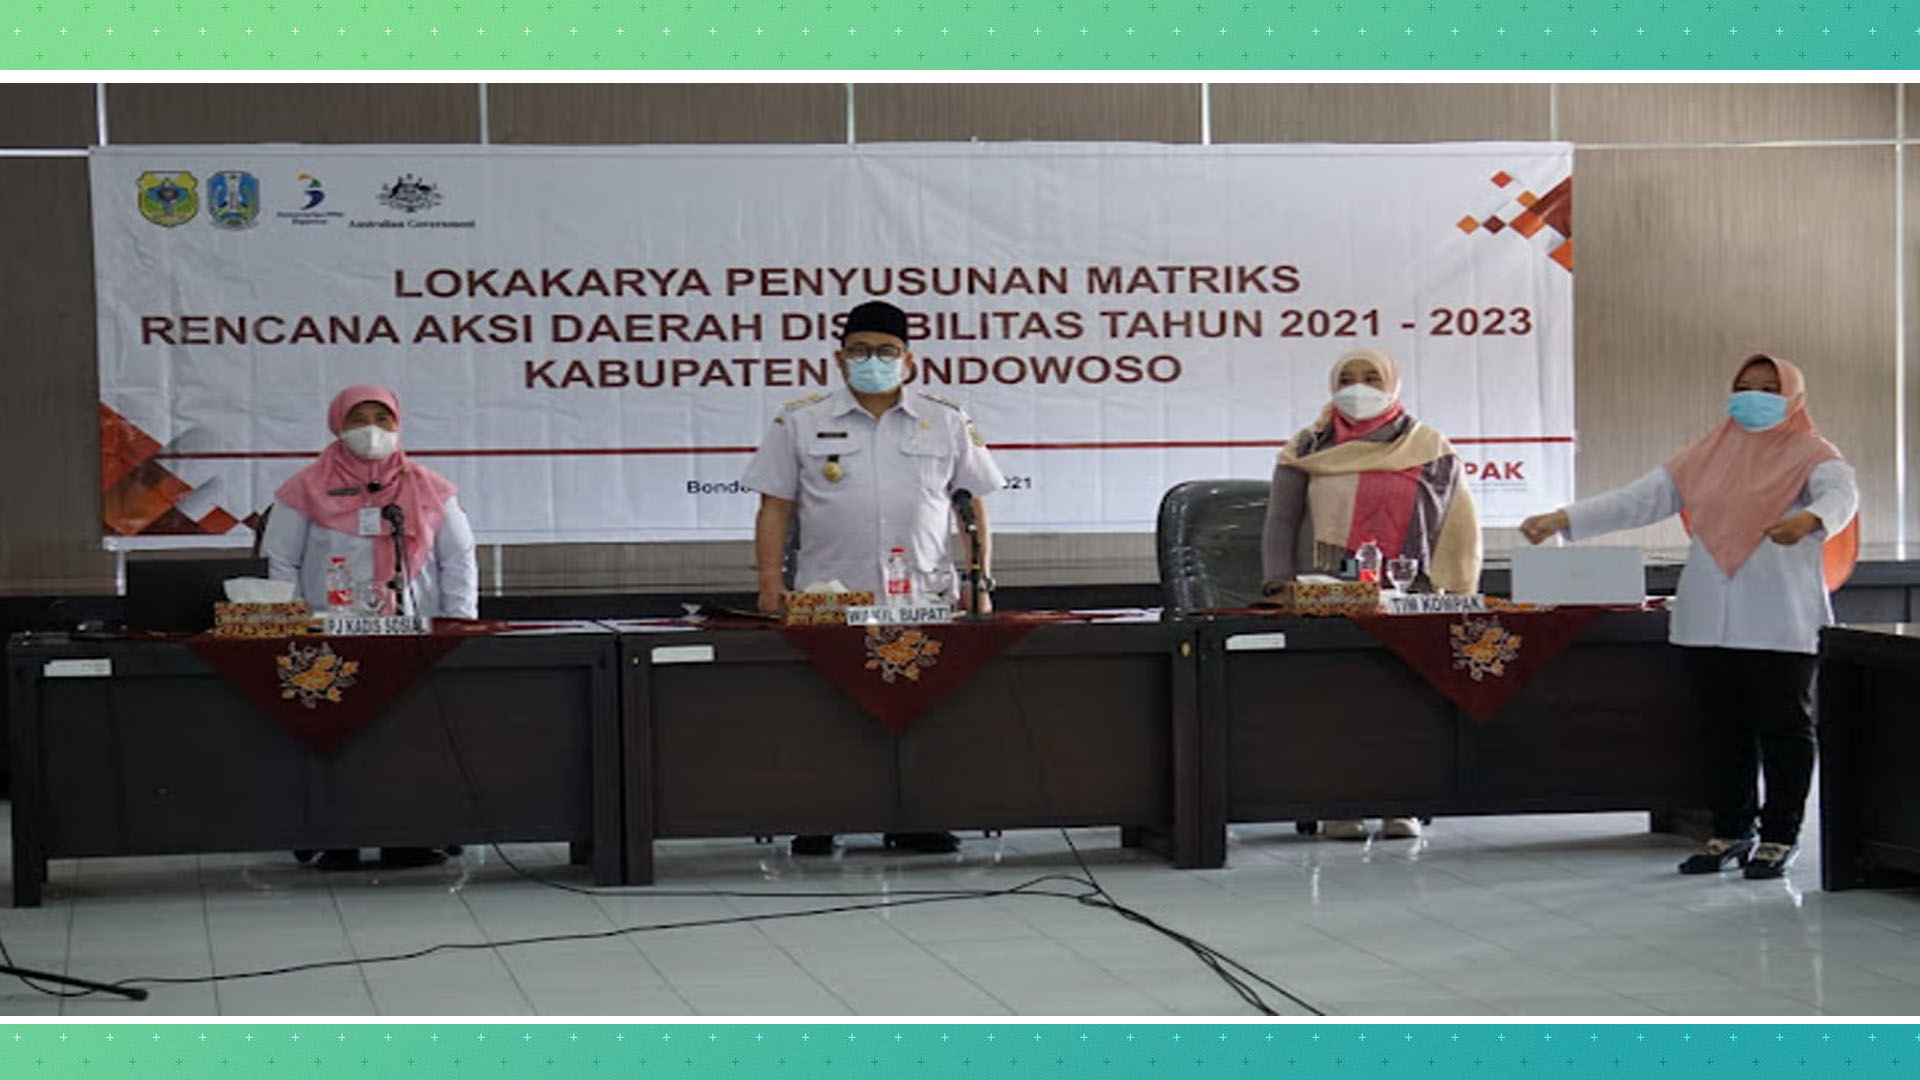 Australian Government
LOKAKARYA PENYUSUNAN MATRIKS
RENCANA AKSI DAERAH DIS BILITAS TAHUN 2021 - 2023
KABUPATEN ONDOWOSO
Bondo 021
PAK
PJ KADIS SOSIAL
WAKIL BUPATI
TIM KOMPAK